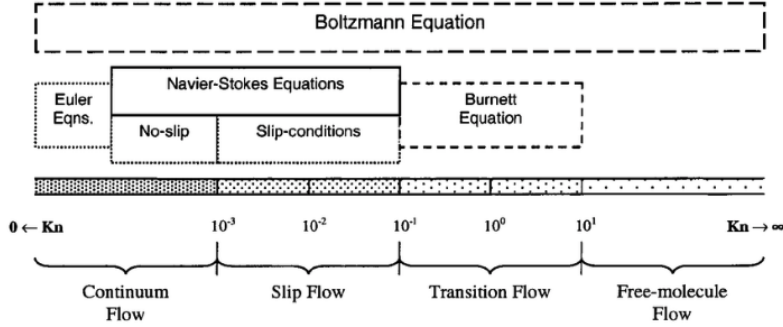 Boltzmann Equation
Euler
Eqns.
Navier-Stokes Equations
No-slip
Slip-conditions
Burnett
Equation
0 ← Kn
10⁻³
10⁻²
10⁻¹
10⁰
10¹
Kn → ∞
Continuum
Flow
Slip Flow
Transition Flow
Free-molecule
Flow